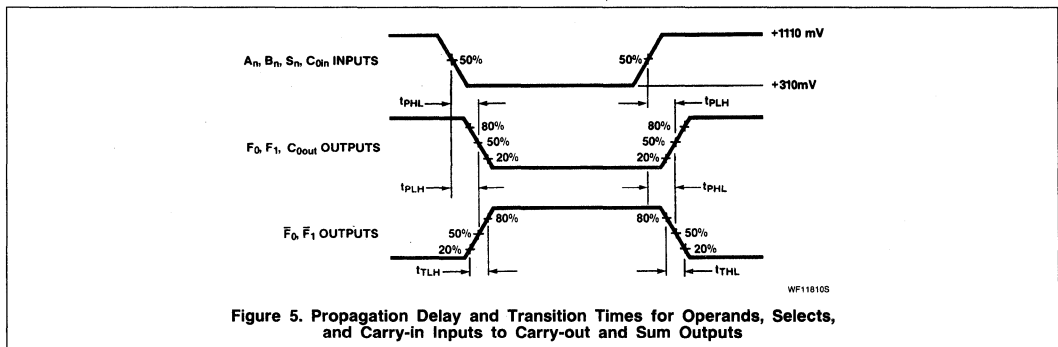 +1110 mV
An, Bn, Sn, C0in INPUTS
50%
50%
+310mV
tPHL
tPLH
80%
80%
F0, F1, C0out OUTPUTS
50%
50%
20%
20%
tPLH
tPHL
80%
80%
F̅0, F̅1 OUTPUTS
50%
50%
20%
20%
tTLH
tTHL
WF11810S
Figure 5. Propagation Delay and Transition Times for Operands, Selects,
and Carry-in Inputs to Carry-out and Sum Outputs